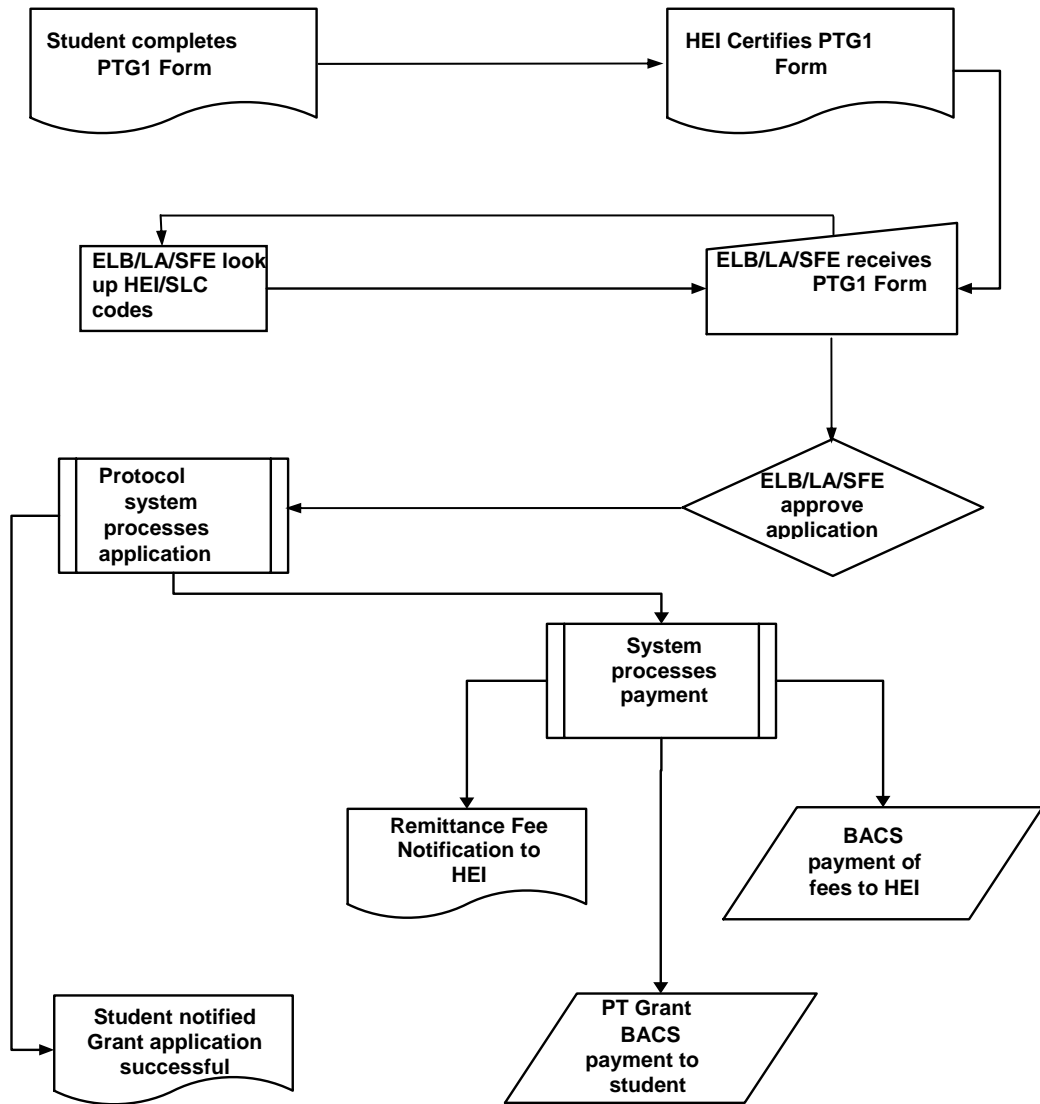 Student completes
PTG1 Form
HEI Certifies PTG1
Form
ELB/LA/SFE look
up HEI/SLC
codes
ELB/LA/SFE receives
PTG1 Form
ELB/LA/SFE
approve
application
Protocol
system
processes
application
System
processes
payment
Remittance Fee
Notification to
HEI
BACS
payment of
fees to HEI
Student notified
Grant application
successful
PT Grant
BACS
payment to
student